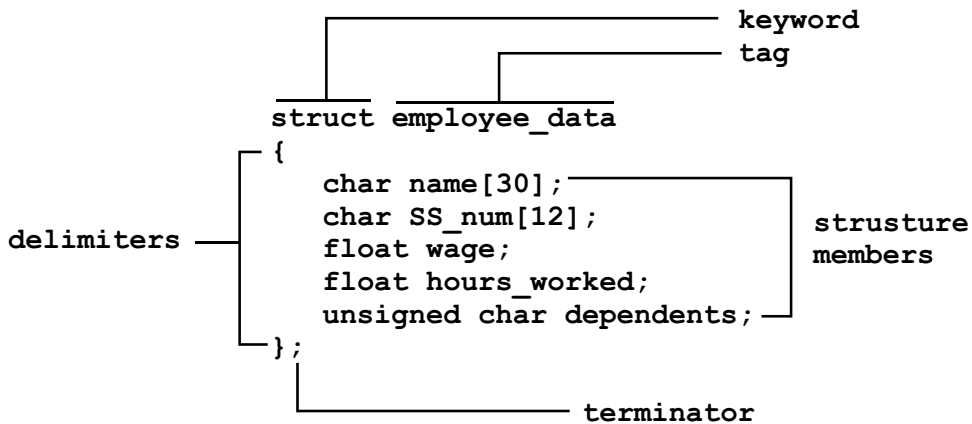 keyword
tag
struct employee_data
{
char name[30];
char SS_num[12];
float wage;
float hours_worked;
unsigned char dependents;
};
delimiters
strusture
members
terminator